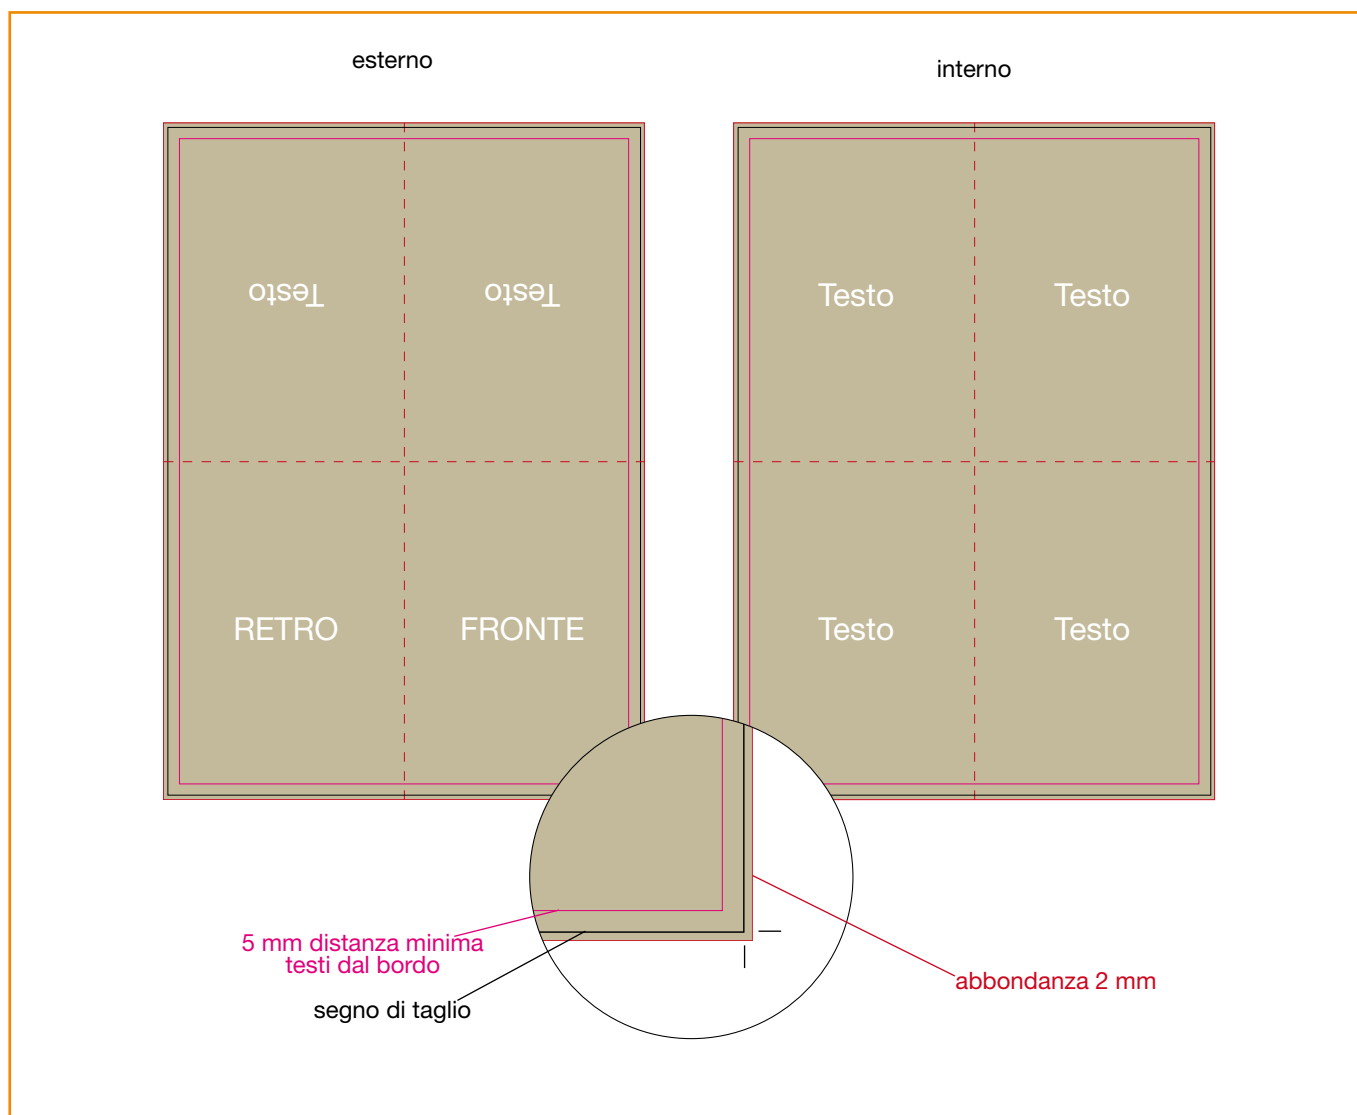 esterno
interno
Testo
Testo
Testo
Testo
RETRO
FRONTE
Testo
Testo
5 mm distanza minima
testi dal bordo
segno di taglio
abbondanza 2 mm